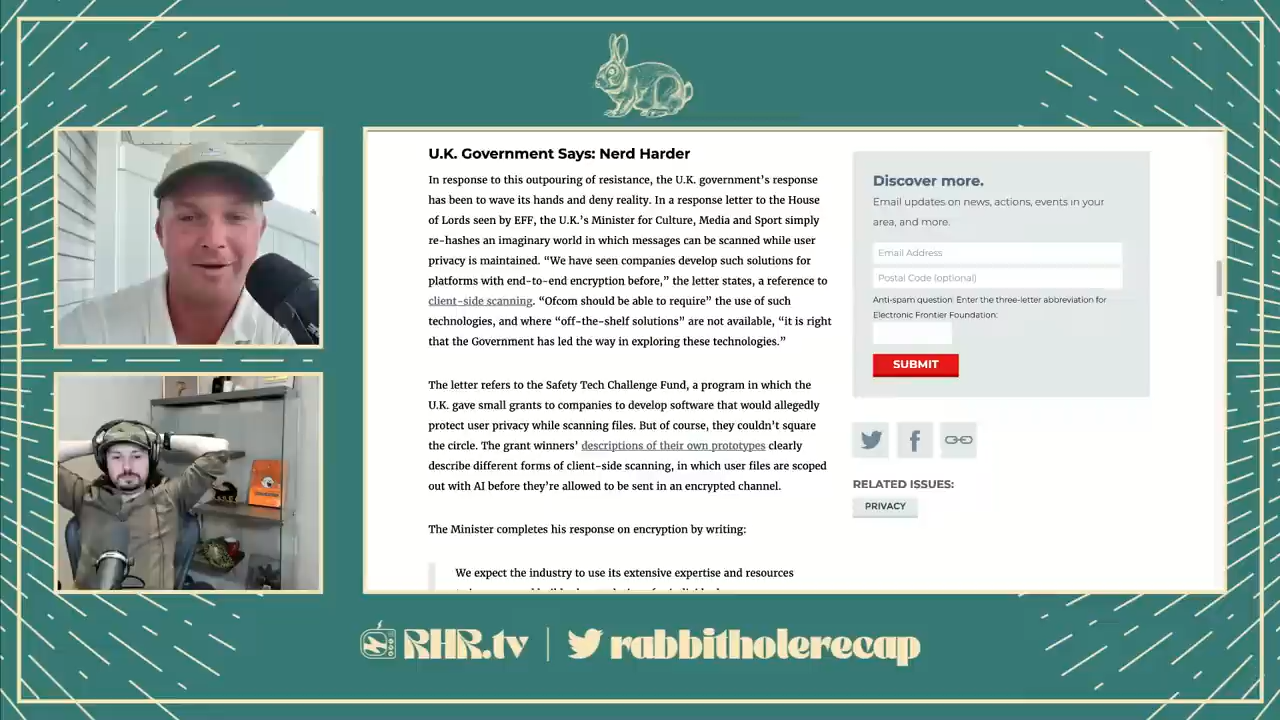 U.K. Government Says: Nerd Harder
In response to this outpouring of resistance, the U.K. government’s response
has been to wave its hands and deny reality. In a response letter to the House
of Lords seen by EFF, the U.K.’s Minister for Culture, Media and Sport simply
re-hashes an imaginary world in which messages can be scanned while user
privacy is maintained. “We have seen companies develop such solutions for
platforms with end-to-end encryption before,” the letter states, a reference to
client-side scanning. “Ofcom should be able to require” the use of such
technologies, and where “off-the-shelf solutions” are not available, “it is right
that the Government has led the way in exploring these technologies.”
The letter refers to the Safety Tech Challenge Fund, a program in which the
U.K. gave small grants to companies to develop software that would allegedly
protect user privacy while scanning files. But of course, they couldn’t square
the circle. The grant winners’ descriptions of their own prototypes clearly
describe different forms of client-side scanning, in which user files are scoped
out with AI before they’re allowed to be sent in an encrypted channel.
The Minister completes his response on encryption by writing:
We expect the industry to use its extensive expertise and resources
Discover more.
Email updates on news, actions, events in your
area, and more.
Email Address
Postal Code (optional)
Anti-spam question: Enter the three-letter abbreviation for
Electronic Frontier Foundation:
SUBMIT
RELATED ISSUES:
PRIVACY
RHR.tv | rabbitholerecap